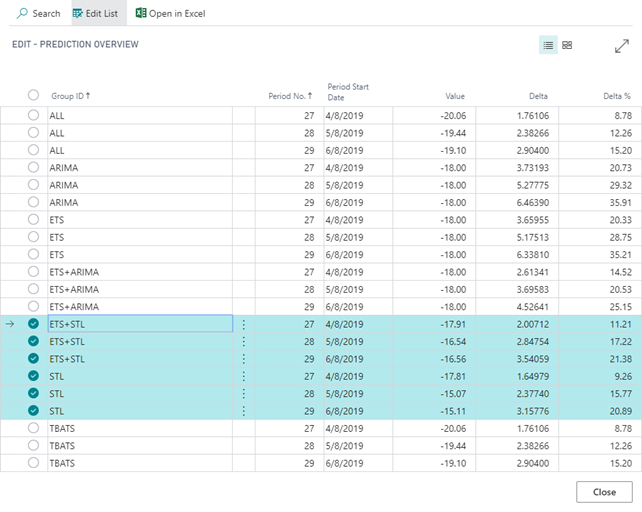 Search Edit List Open in Excel
EDIT - PREDICTION OVERVIEW
Group ID ↑ Period No. ↑ Period Start Date Value Delta Delta %
ALL 27 4/8/2019 -20.06 1.76106 8.78
ALL 28 5/8/2019 -19.44 2.38266 12.26
ALL 29 6/8/2019 -19.10 2.90400 15.20
ARIMA 27 4/8/2019 -18.00 3.73193 20.73
ARIMA 28 5/8/2019 -18.00 5.27775 29.32
ARIMA 29 6/8/2019 -18.00 6.46390 35.91
ETS 27 4/8/2019 -18.00 3.65955 20.33
ETS 28 5/8/2019 -18.00 5.17513 28.75
ETS 29 6/8/2019 -18.00 6.33810 35.21
ETS+ARIMA 27 4/8/2019 -18.00 2.61341 14.52
ETS+ARIMA 28 5/8/2019 -18.00 3.69583 20.53
ETS+ARIMA 29 6/8/2019 -18.00 4.52641 25.15
ETS+STL 27 4/8/2019 -17.91 2.00712 11.21
ETS+STL 28 5/8/2019 -16.54 2.84754 17.22
ETS+STL 29 6/8/2019 -16.56 3.54059 21.38
STL 27 4/8/2019 -17.81 1.64979 9.26
STL 28 5/8/2019 -15.07 2.37740 15.77
STL 29 6/8/2019 -15.11 3.15776 20.89
TBATS 27 4/8/2019 -20.06 1.76106 8.78
TBATS 28 5/8/2019 -19.44 2.38266 12.26
TBATS 29 6/8/2019 -19.10 2.90400 15.20
Close